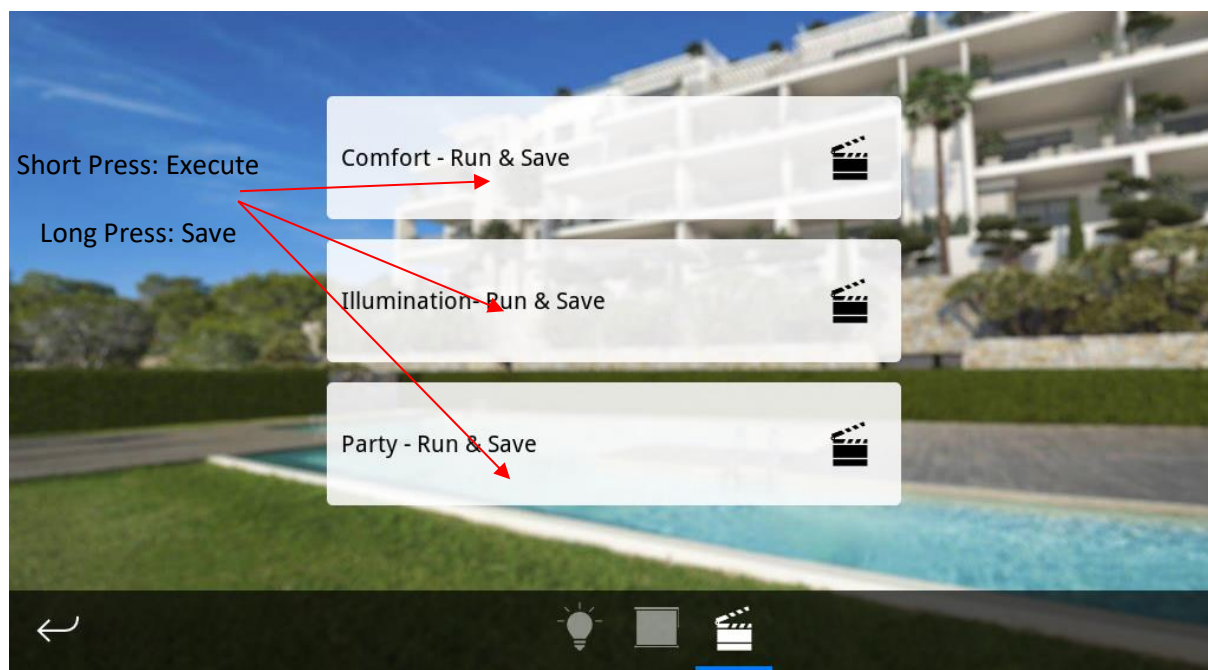 Short Press: Execute
Long Press: Save
Comfort - Run & Save
Illumination- Run & Save
Party - Run & Save